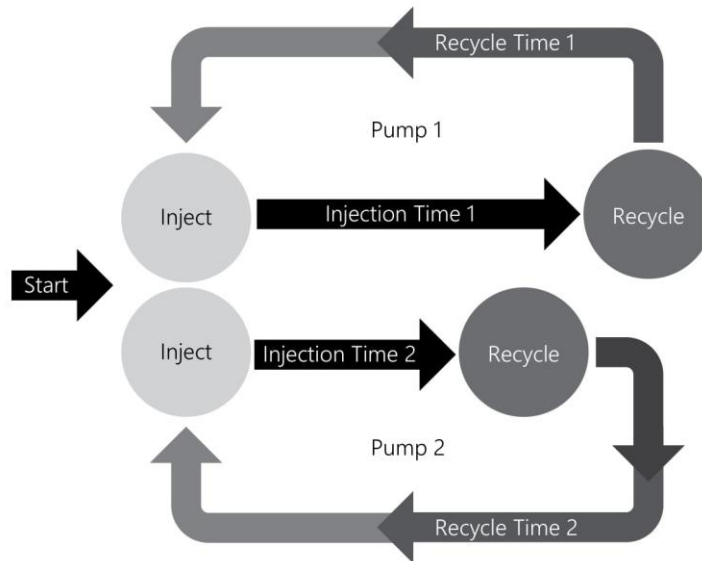 Recycle Time 1
Pump 1
Inject
Injection Time 1
Recycle
Start
Inject
Injection Time 2
Recycle
Pump 2
Recycle Time 2